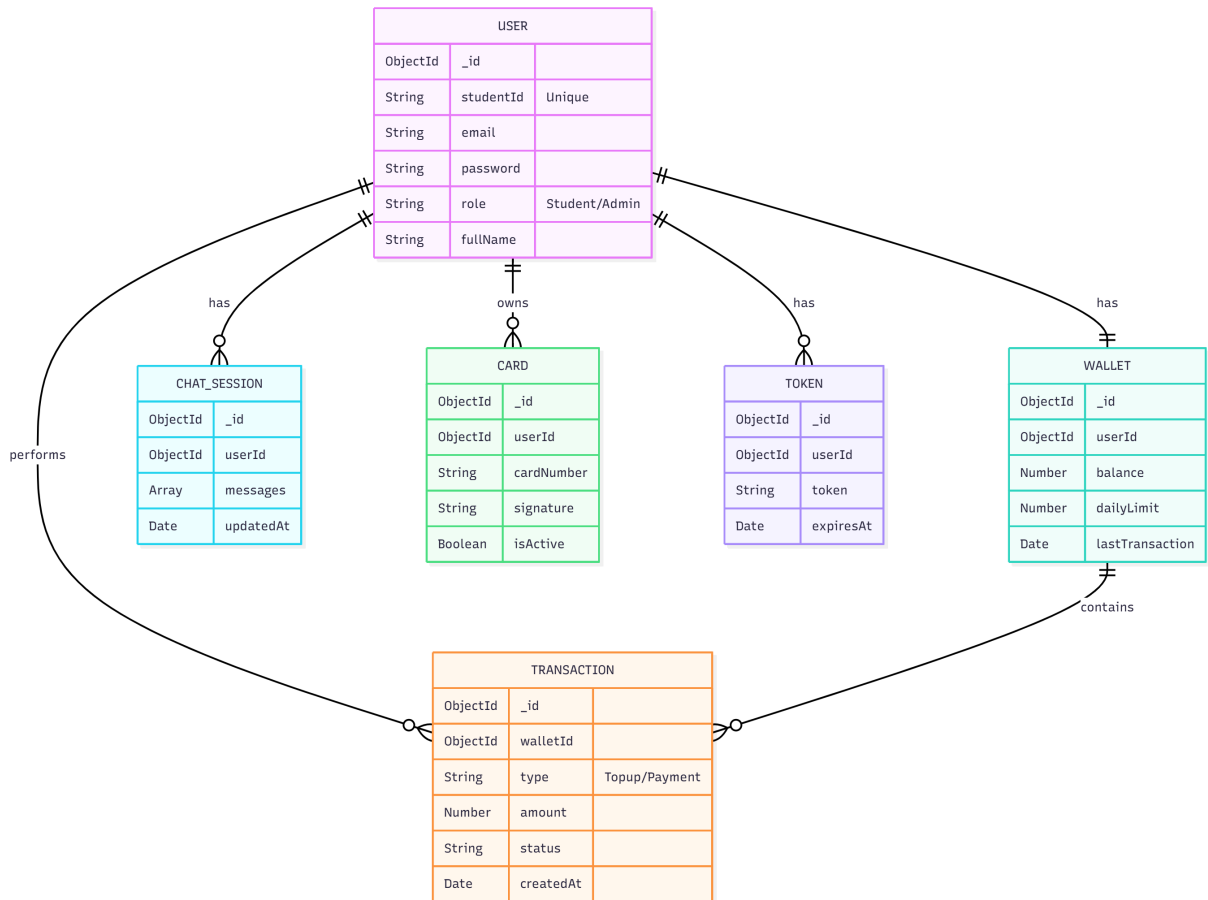 USER
ObjectId _id
String studentId Unique
String email
String password
String role Student/Admin
String fullName
has
owns
has
has
CHAT_SESSION
ObjectId _id
ObjectId userId
Array messages
Date updatedAt
CARD
ObjectId _id
ObjectId userId
String cardNumber
String signature
Boolean isActive
TOKEN
ObjectId _id
ObjectId userId
String token
Date expiresAt
WALLET
ObjectId _id
ObjectId userId
Number balance
Number dailyLimit
Date lastTransaction
performs
contains
TRANSACTION
ObjectId _id
ObjectId walletId
String type Topup/Payment
Number amount
String status
Date createdAt